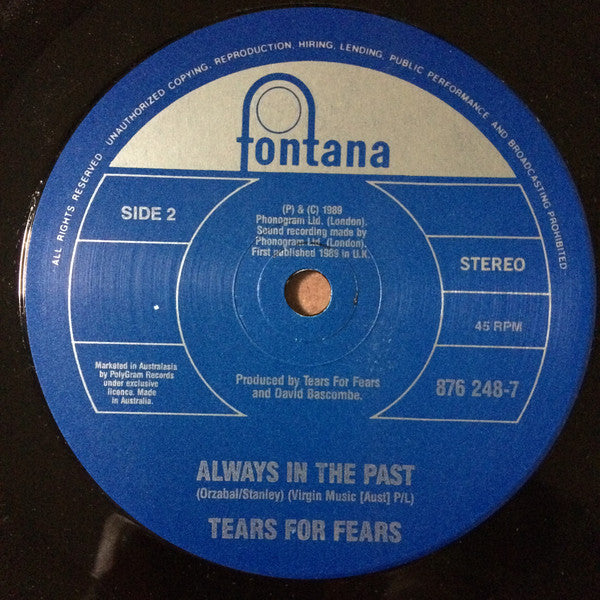 ALL RIGHTS RESERVED UNAUTHORIZED COPYING, REPRODUCTION, HIRING, LENDING, PUBLIC PERFORMANCE AND BROADCASTING PROHIBITED
fontana
SIDE 2
(P) & (C) 1989
Phonogram Ltd. (London).
Sound recording made by
Phonogram Ltd. (London).
First published 1989 in U.K.
STEREO
45 RPM
Marketed in Australasia
by PolyGram Records
under exclusive
licence. Made
in Australia.
Produced by Tears For Fears
and David Bascombe.
876 248-7
ALWAYS IN THE PAST
(Orzabal/Stanley) (Virgin Music [Aust] P/L)
TEARS FOR FEARS